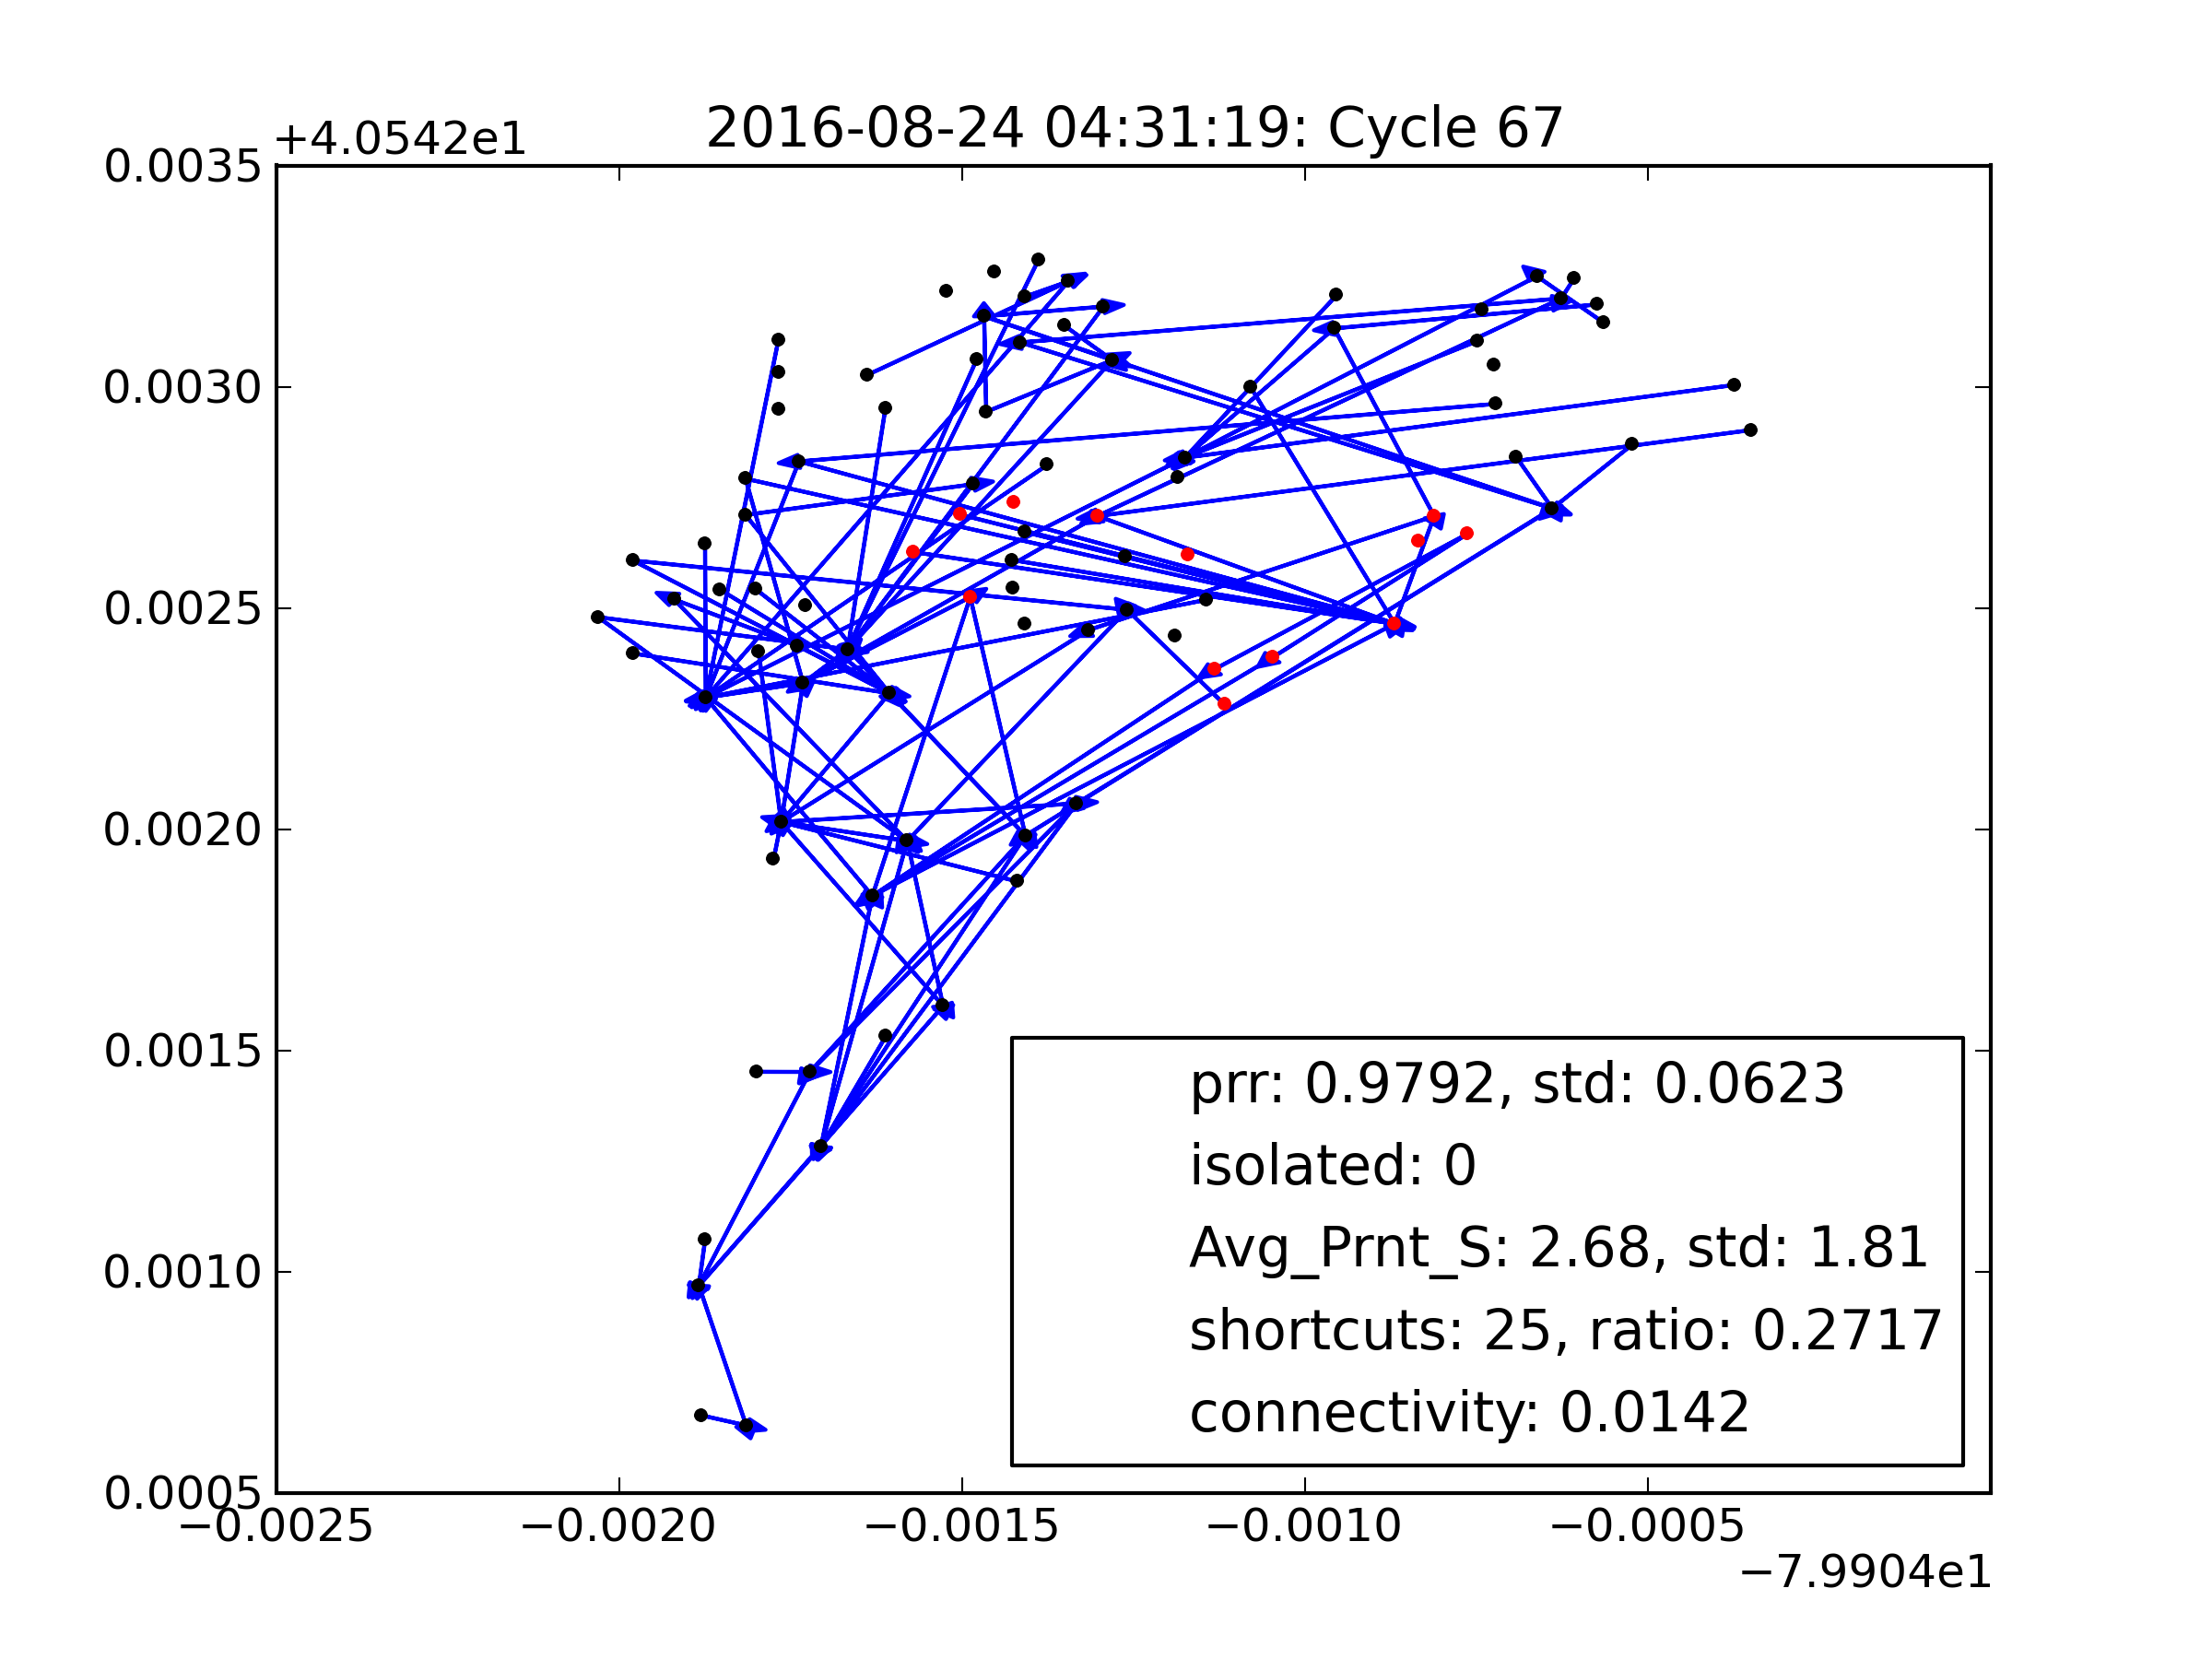 2016-08-24 04:31:19: Cycle 67
+4.0542e1
0.0035
0.0030
0.0025
0.0020
0.0015
0.0010
0.0005
prr: 0.9792, std: 0.0623
isolated: 0
Avg_Prnt_S: 2.68, std: 1.81
shortcuts: 25, ratio: 0.2717
connectivity: 0.0142
−0.0025 −0.0020 −0.0015 −0.0010 −0.0005
−7.9904e1